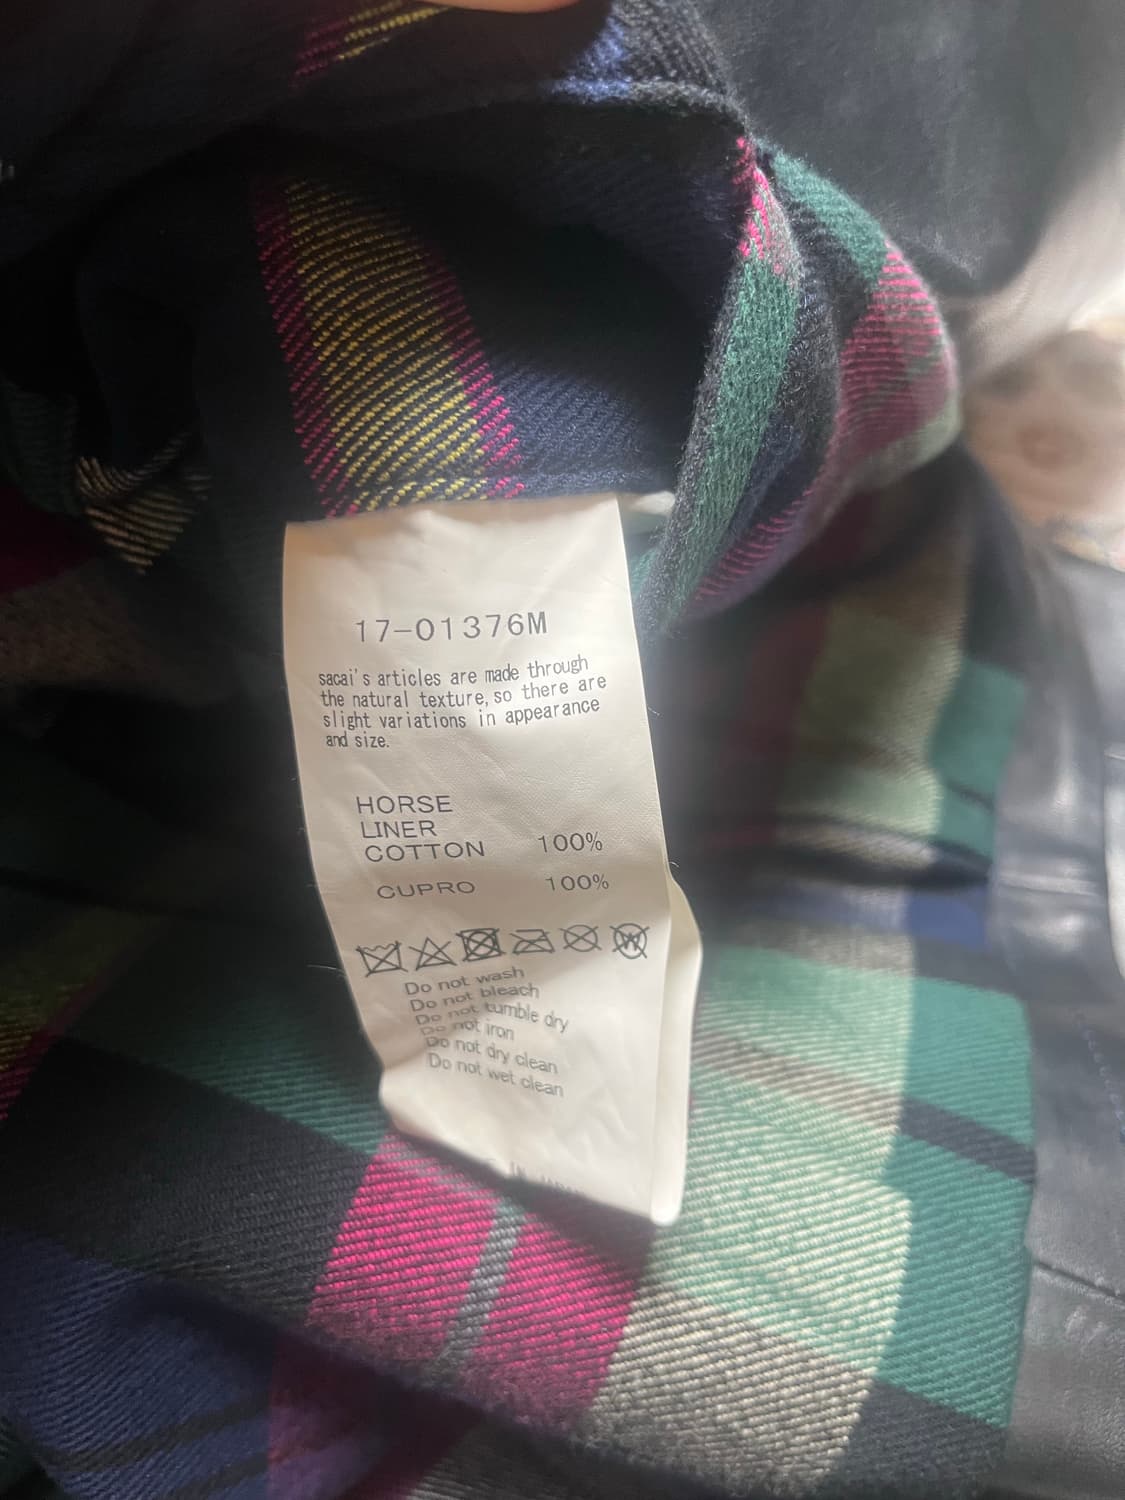 17-01376M
sacai's articles are made through
the natural texture, so there are
slight variations in appearance
and size.
HORSE
LINER
COTTON 100%
CUPRO 100%
W
Do not wash
Do not bleach
Do not tumble dry
Do not iron
Do not dry clean
Do not wet clean